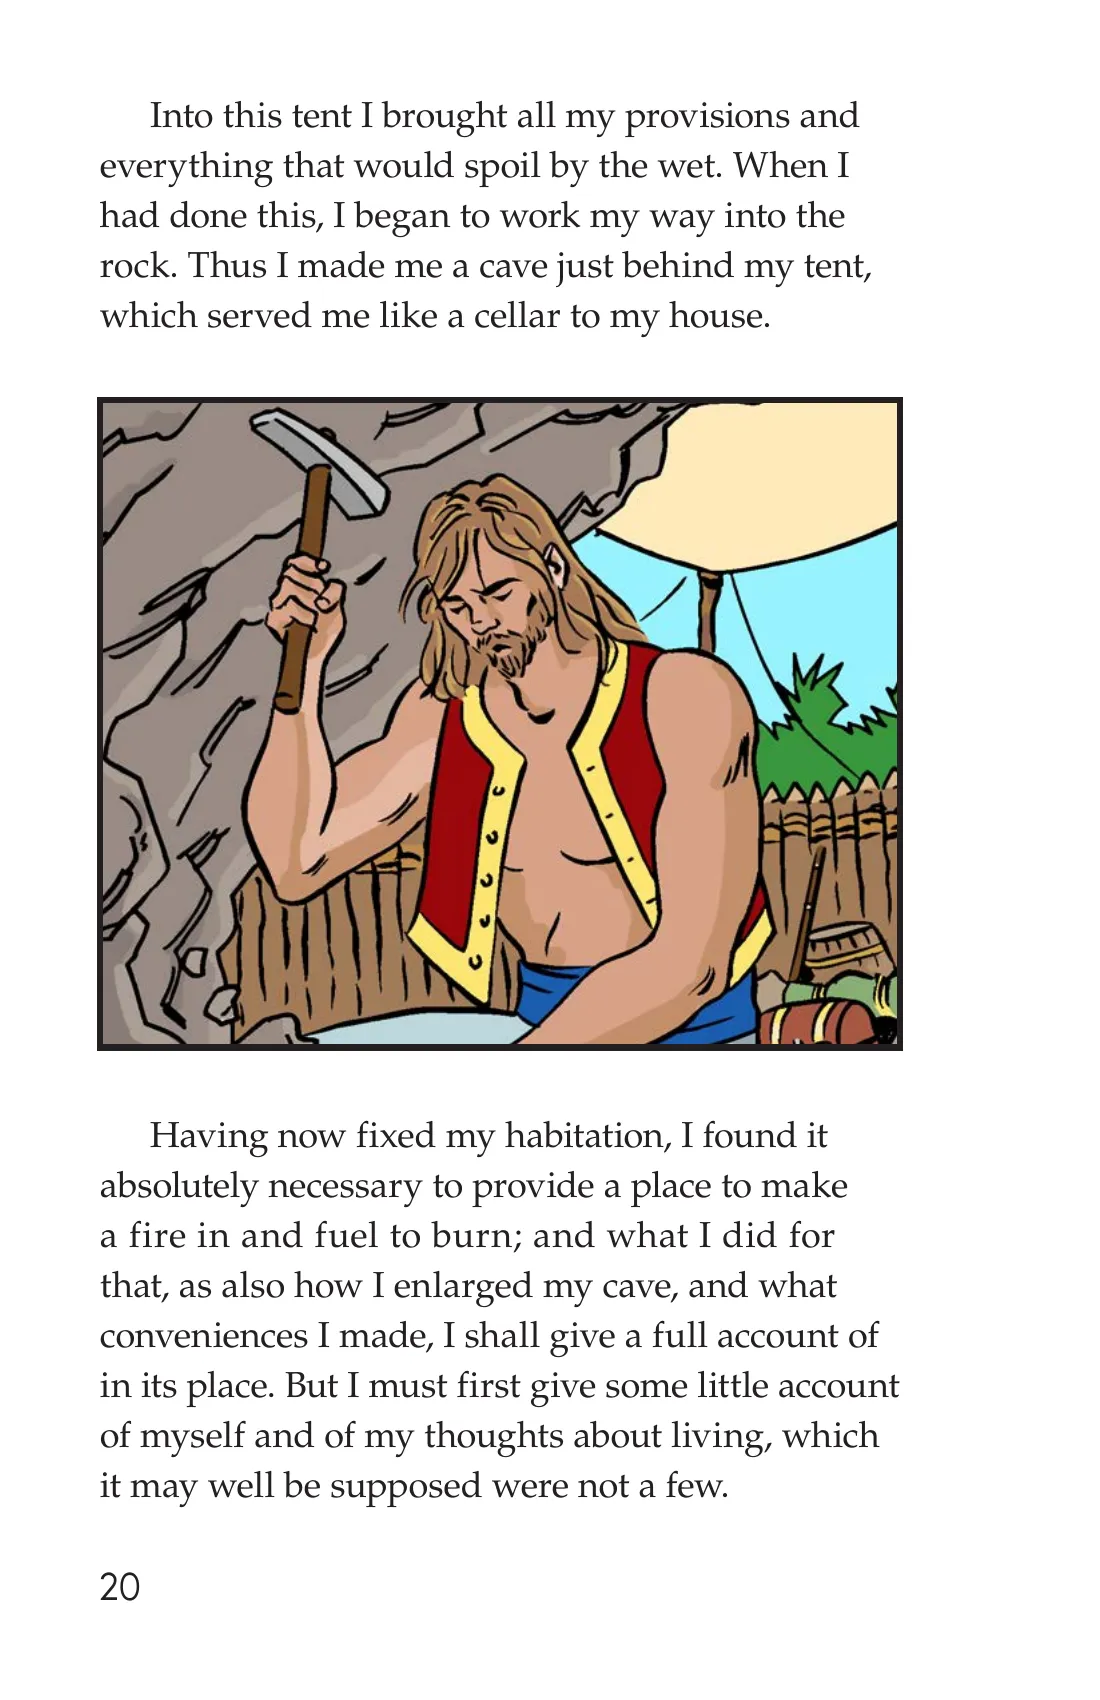 Into this tent I brought all my provisions and
everything that would spoil by the wet. When I
had done this, I began to work my way into the
rock. Thus I made me a cave just behind my tent,
which served me like a cellar to my house.
Having now fixed my habitation, I found it
absolutely necessary to provide a place to make
a fire in and fuel to burn; and what I did for
that, as also how I enlarged my cave, and what
conveniences I made, I shall give a full account of
in its place. But I must first give some little account
of myself and of my thoughts about living, which
it may well be supposed were not a few.
20